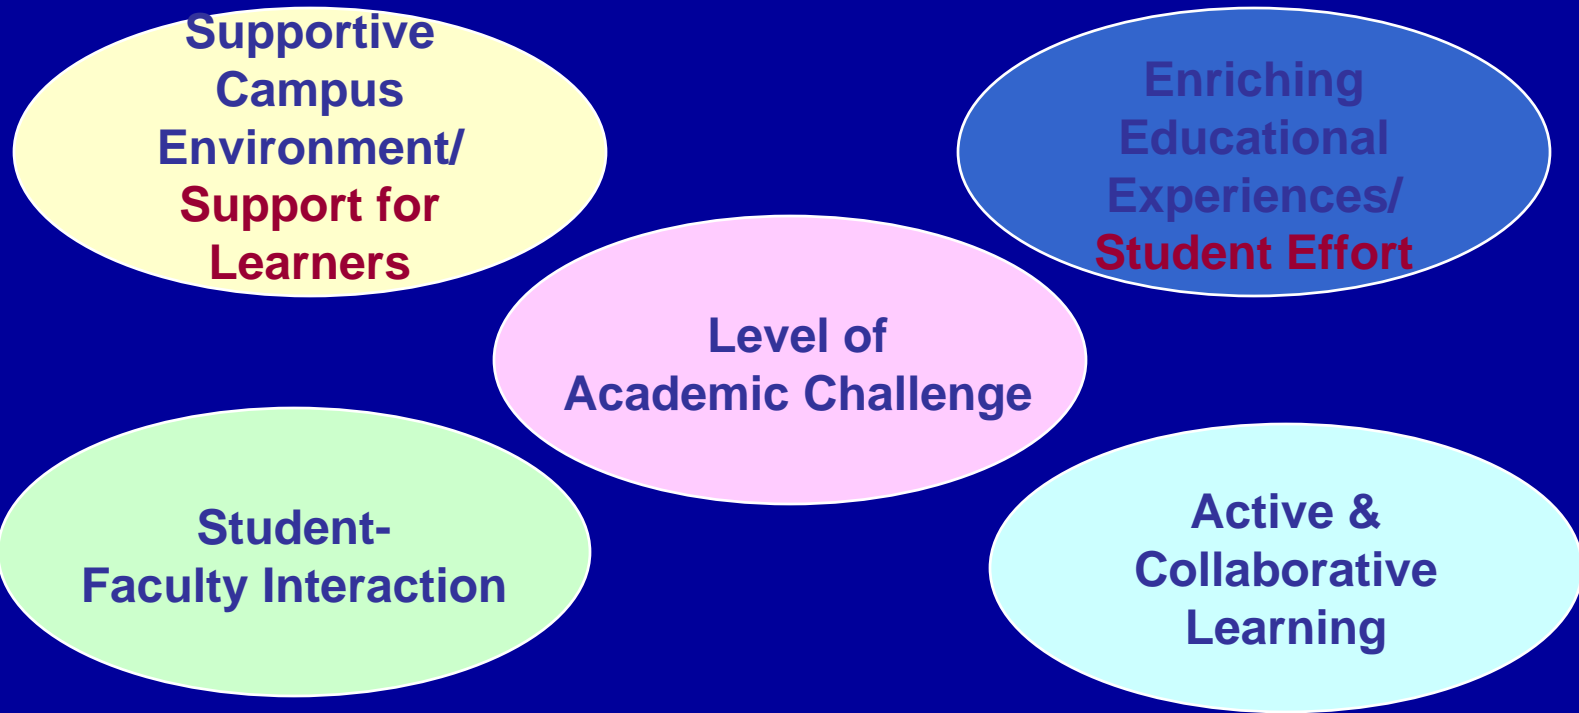 Supportive
Campus
Environment/
Support for
Learners
Enriching
Educational
Experiences/
Student Effort
Level of
Academic Challenge
Student-
Faculty Interaction
Active &
Collaborative
Learning